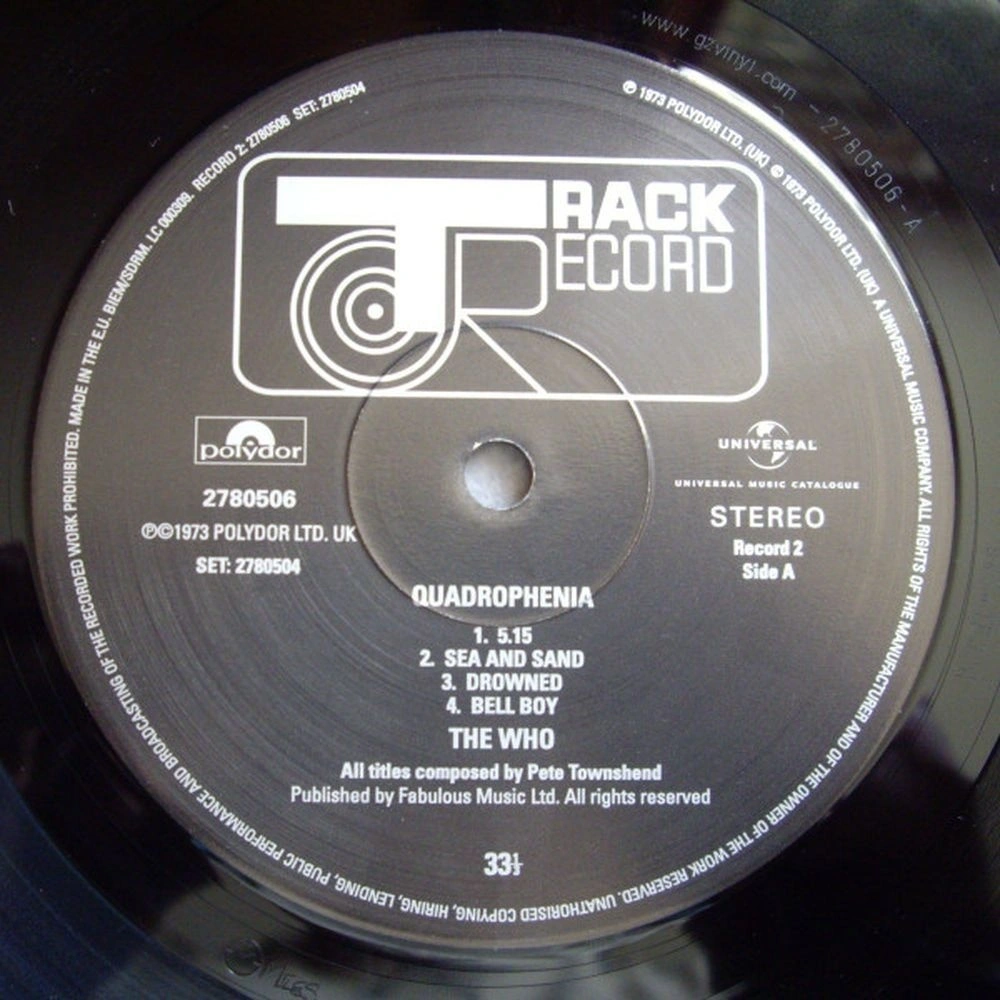 www.gzvinyl.com - 2780506-A
MADE IN THE E.U. BIEM/SDRM. LC 000309. RECORD 2: 2780506 SET: 2780504
℗ 1973 POLYDOR LTD. (UK) © 1973 POLYDOR LTD. (UK) A UNIVERSAL MUSIC COMPANY. ALL RIGHTS OF THE MANUFACTURER AND OF THE OWNER OF THE WORK RESERVED. UNAUTHORISED COPYING, HIRING, LENDING, PUBLIC PERFORMANCE AND BROADCASTING OF THE RECORDED WORK PROHIBITED.
TRACK
RECORD
polydor
UNIVERSAL
UNIVERSAL MUSIC CATALOGUE
2780506
STEREO
℗©1973 POLYDOR LTD. UK
Record 2
SET: 2780504
Side A
QUADROPHENIA
1. 5.15
2. SEA AND SAND
3. DROWNED
4. BELL BOY
THE WHO
All titles composed by Pete Townshend
Published by Fabulous Music Ltd. All rights reserved
33⅓